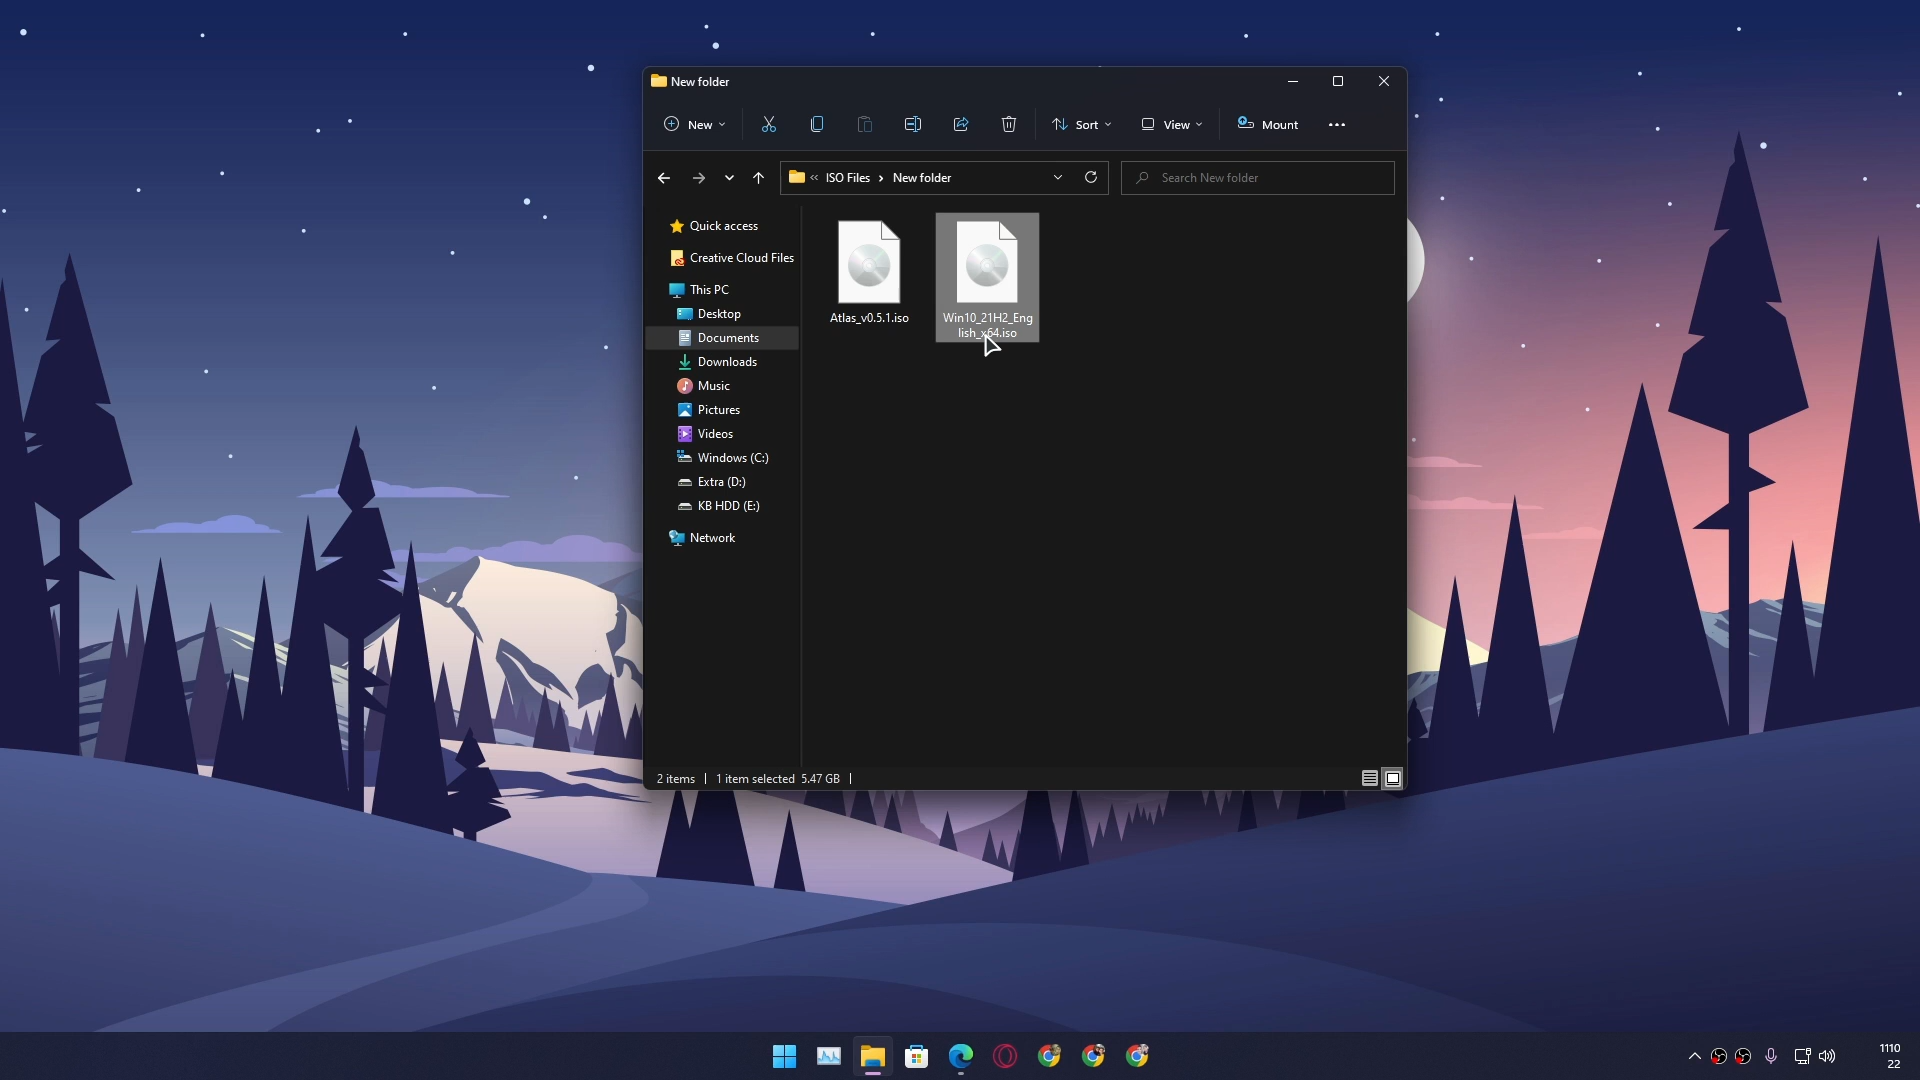 New folder
New
Sort
View
Mount
ISO Files
New folder
Search New folder
Quick access
Creative Cloud Files
This PC
Desktop
Documents
Downloads
Music
Pictures
Videos
Windows (C:)
Extra (D:)
KB HDD (E:)
Network
Atlas_v0.5.1.iso
Win10_21H2_Eng
lish_x64.iso
2 items
1 item selected 5.47 GB
1110
22